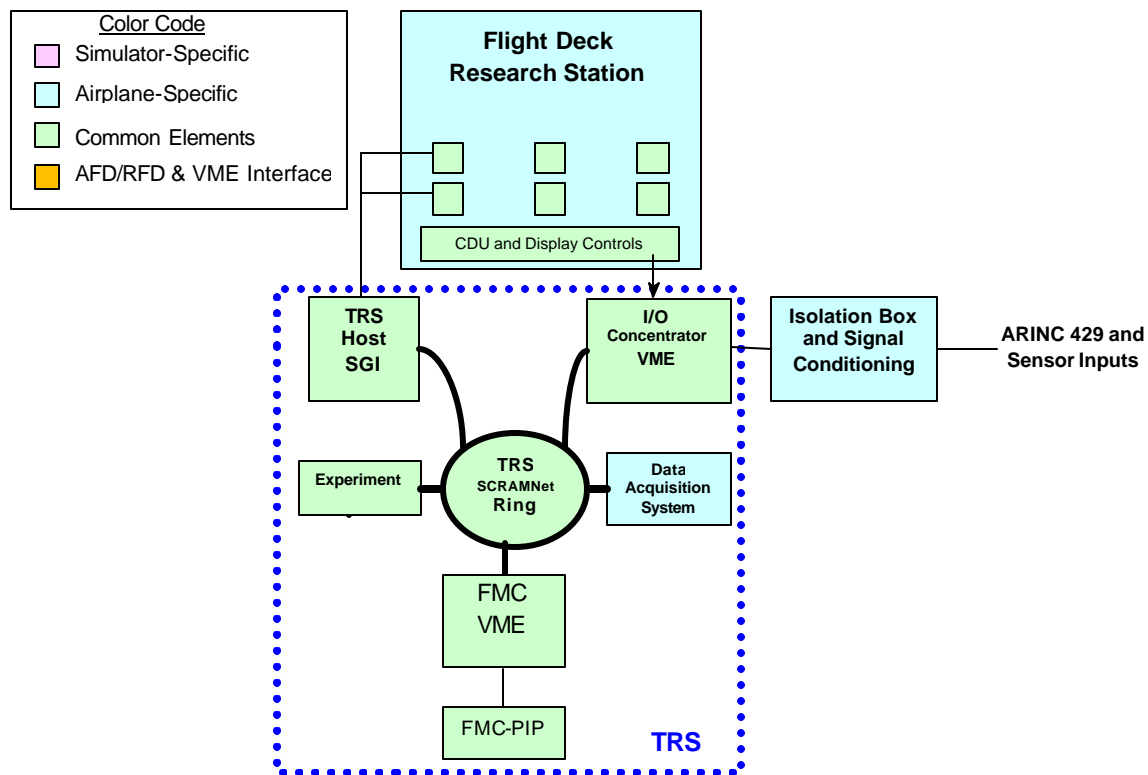 Color Code
Simulator-Specific
Airplane-Specific
Common Elements
AFD/RFD & VME Interface
Flight Deck
Research Station
CDU and Display Controls
TRS
Host
SGI
I/O
Concentrator
VME
Isolation Box
and Signal
Conditioning
ARINC 429 and
Sensor Inputs
Experiment
TRS
SCRAMNet
Ring
Data
Acquisition
System
FMC
VME
FMC-PIP
TRS